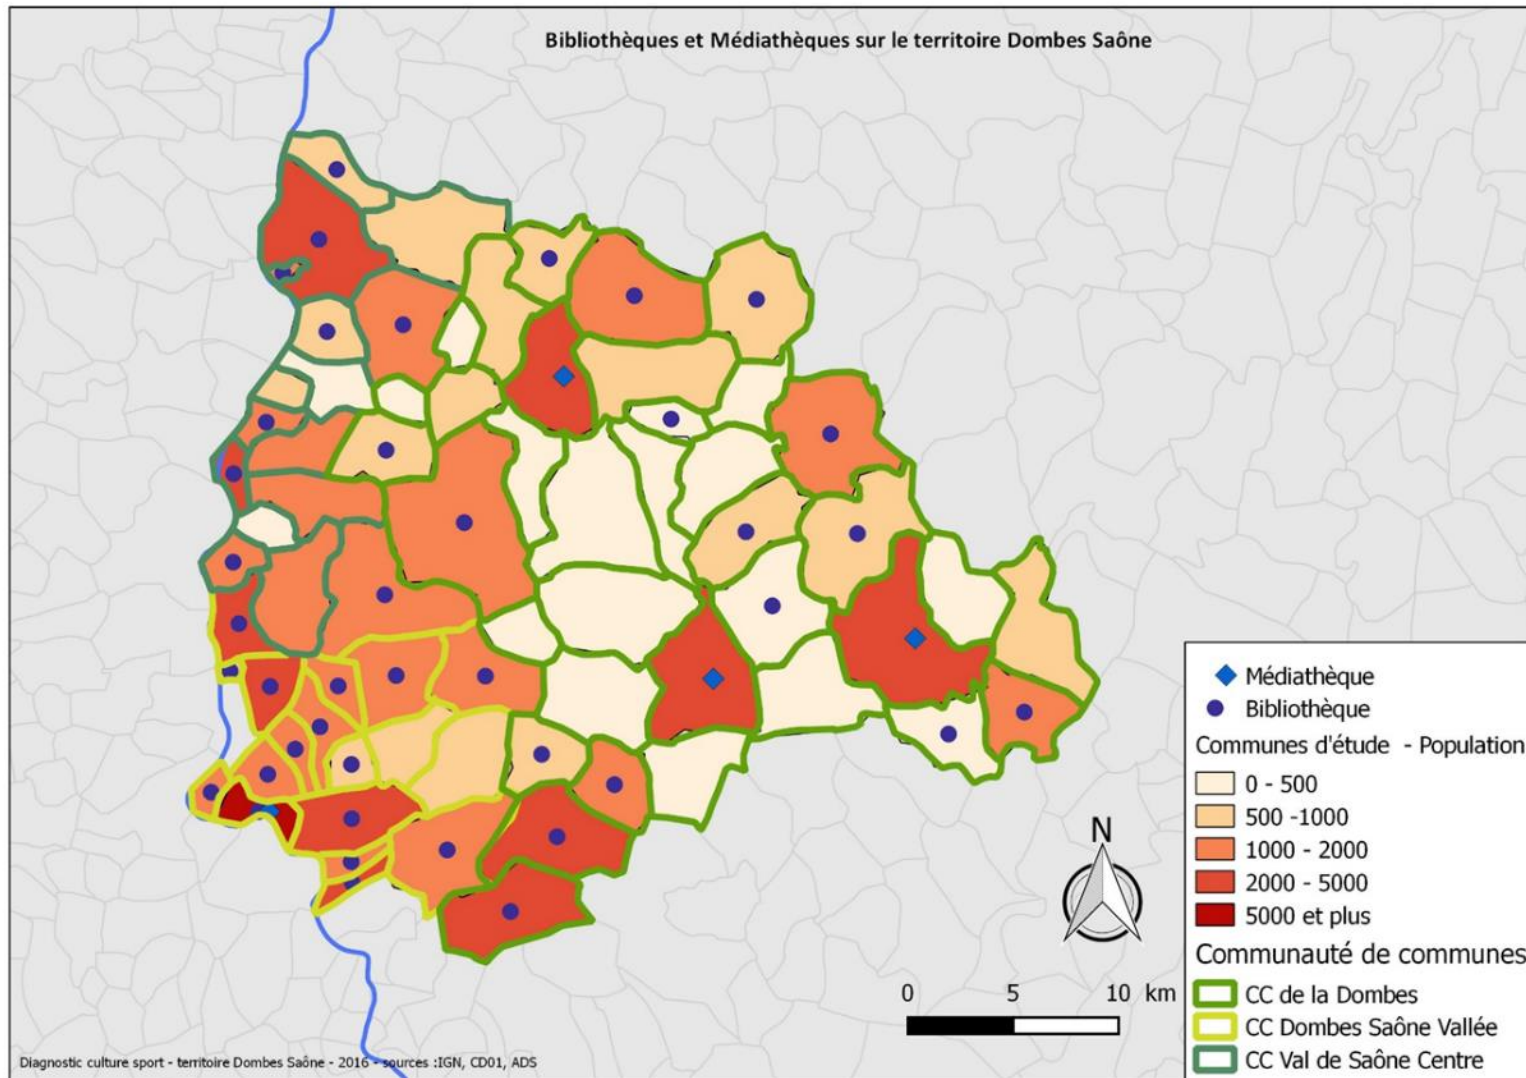 Bibliothèques et Médiathèques sur le territoire Dombes Saône
Médiathèque
Bibliothèque
Communes d'étude - Population
0 - 500
500 -1000
1000 - 2000
2000 - 5000
5000 et plus
Communauté de communes
CC de la Dombes
CC Dombes Saône Vallée
CC Val de Saône Centre
N
0 5 10 km
Diagnostic culture sport - territoire Dombes Saône - 2016 - sources :IGN, CD01, ADS